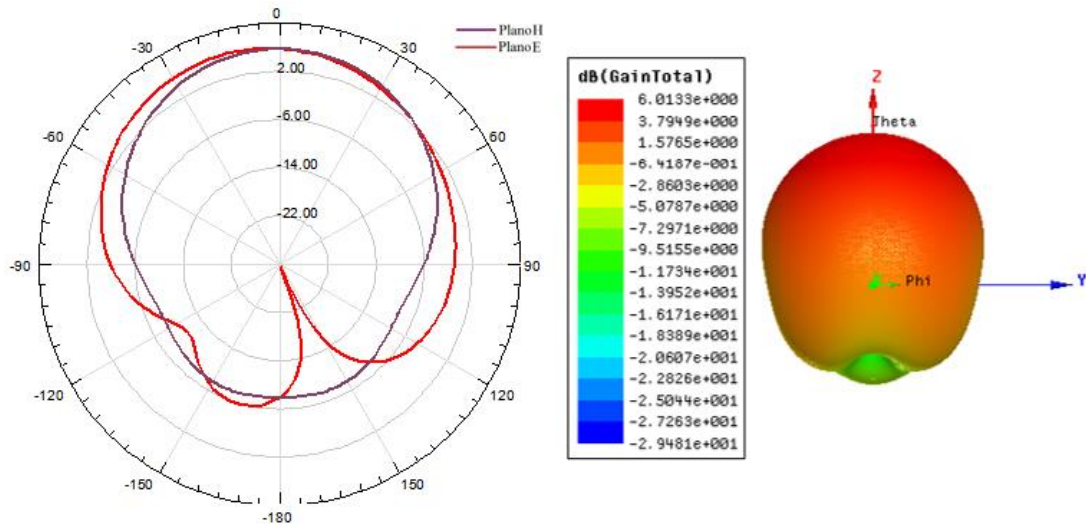 0
PlanoH
PlanoE
-30
30
2.00
-6.00
-60
60
-14.00
-22.00
-90
90
-120
120
-150
150
-180
dB(GainTotal)
6.0133e+000
3.7949e+000
1.5765e+000
-6.4187e-001
-2.8603e+000
-5.0787e+000
-7.2971e+000
-9.5155e+000
-1.1734e+001
-1.3952e+001
-1.6171e+001
-1.8389e+001
-2.0607e+001
-2.2826e+001
-2.5044e+001
-2.7263e+001
-2.9481e+001
Z
Theta
Phi
Y